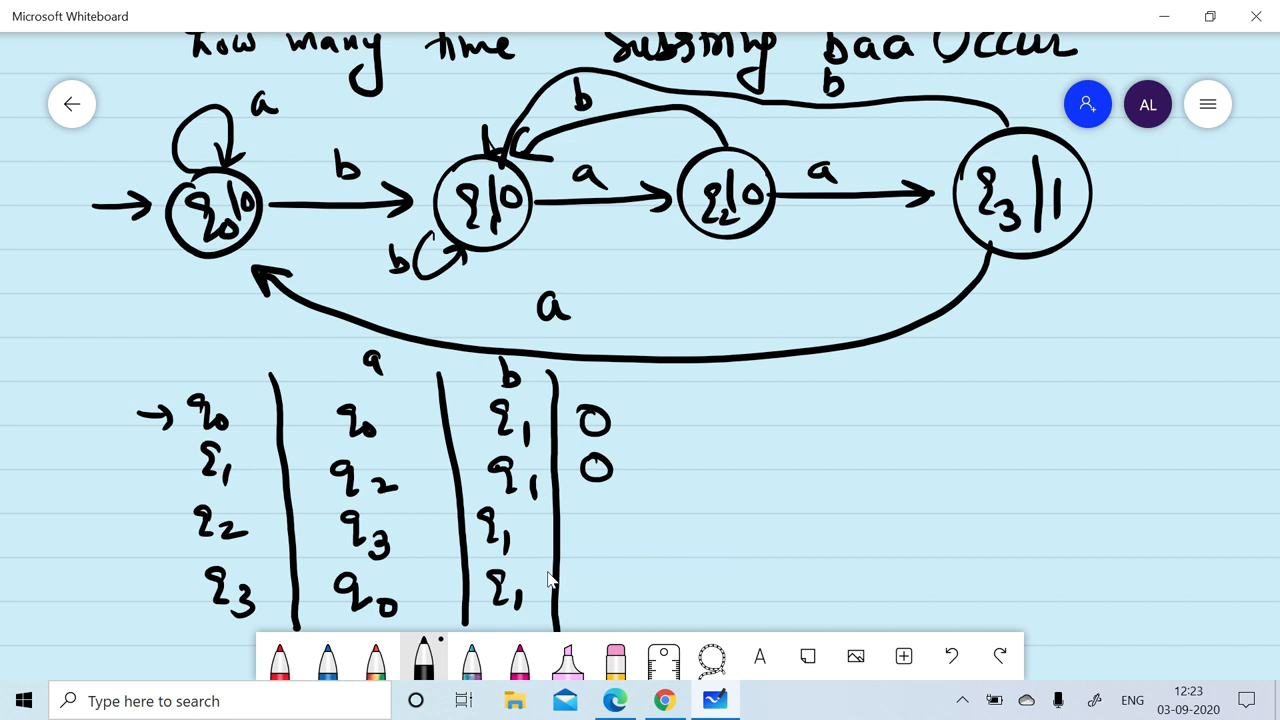 Microsoft Whiteboard
how many time substring baa Occur
b
AL
a
b
b
q0|0
q1|0
a
q2|0
a
q3|1
b
a
a b
→ q0 q0 q1 0
q1 q2 q1 0
q2 q3 q1
q3 q0 q1
A
Type here to search
ENG
12:23
03-09-2020